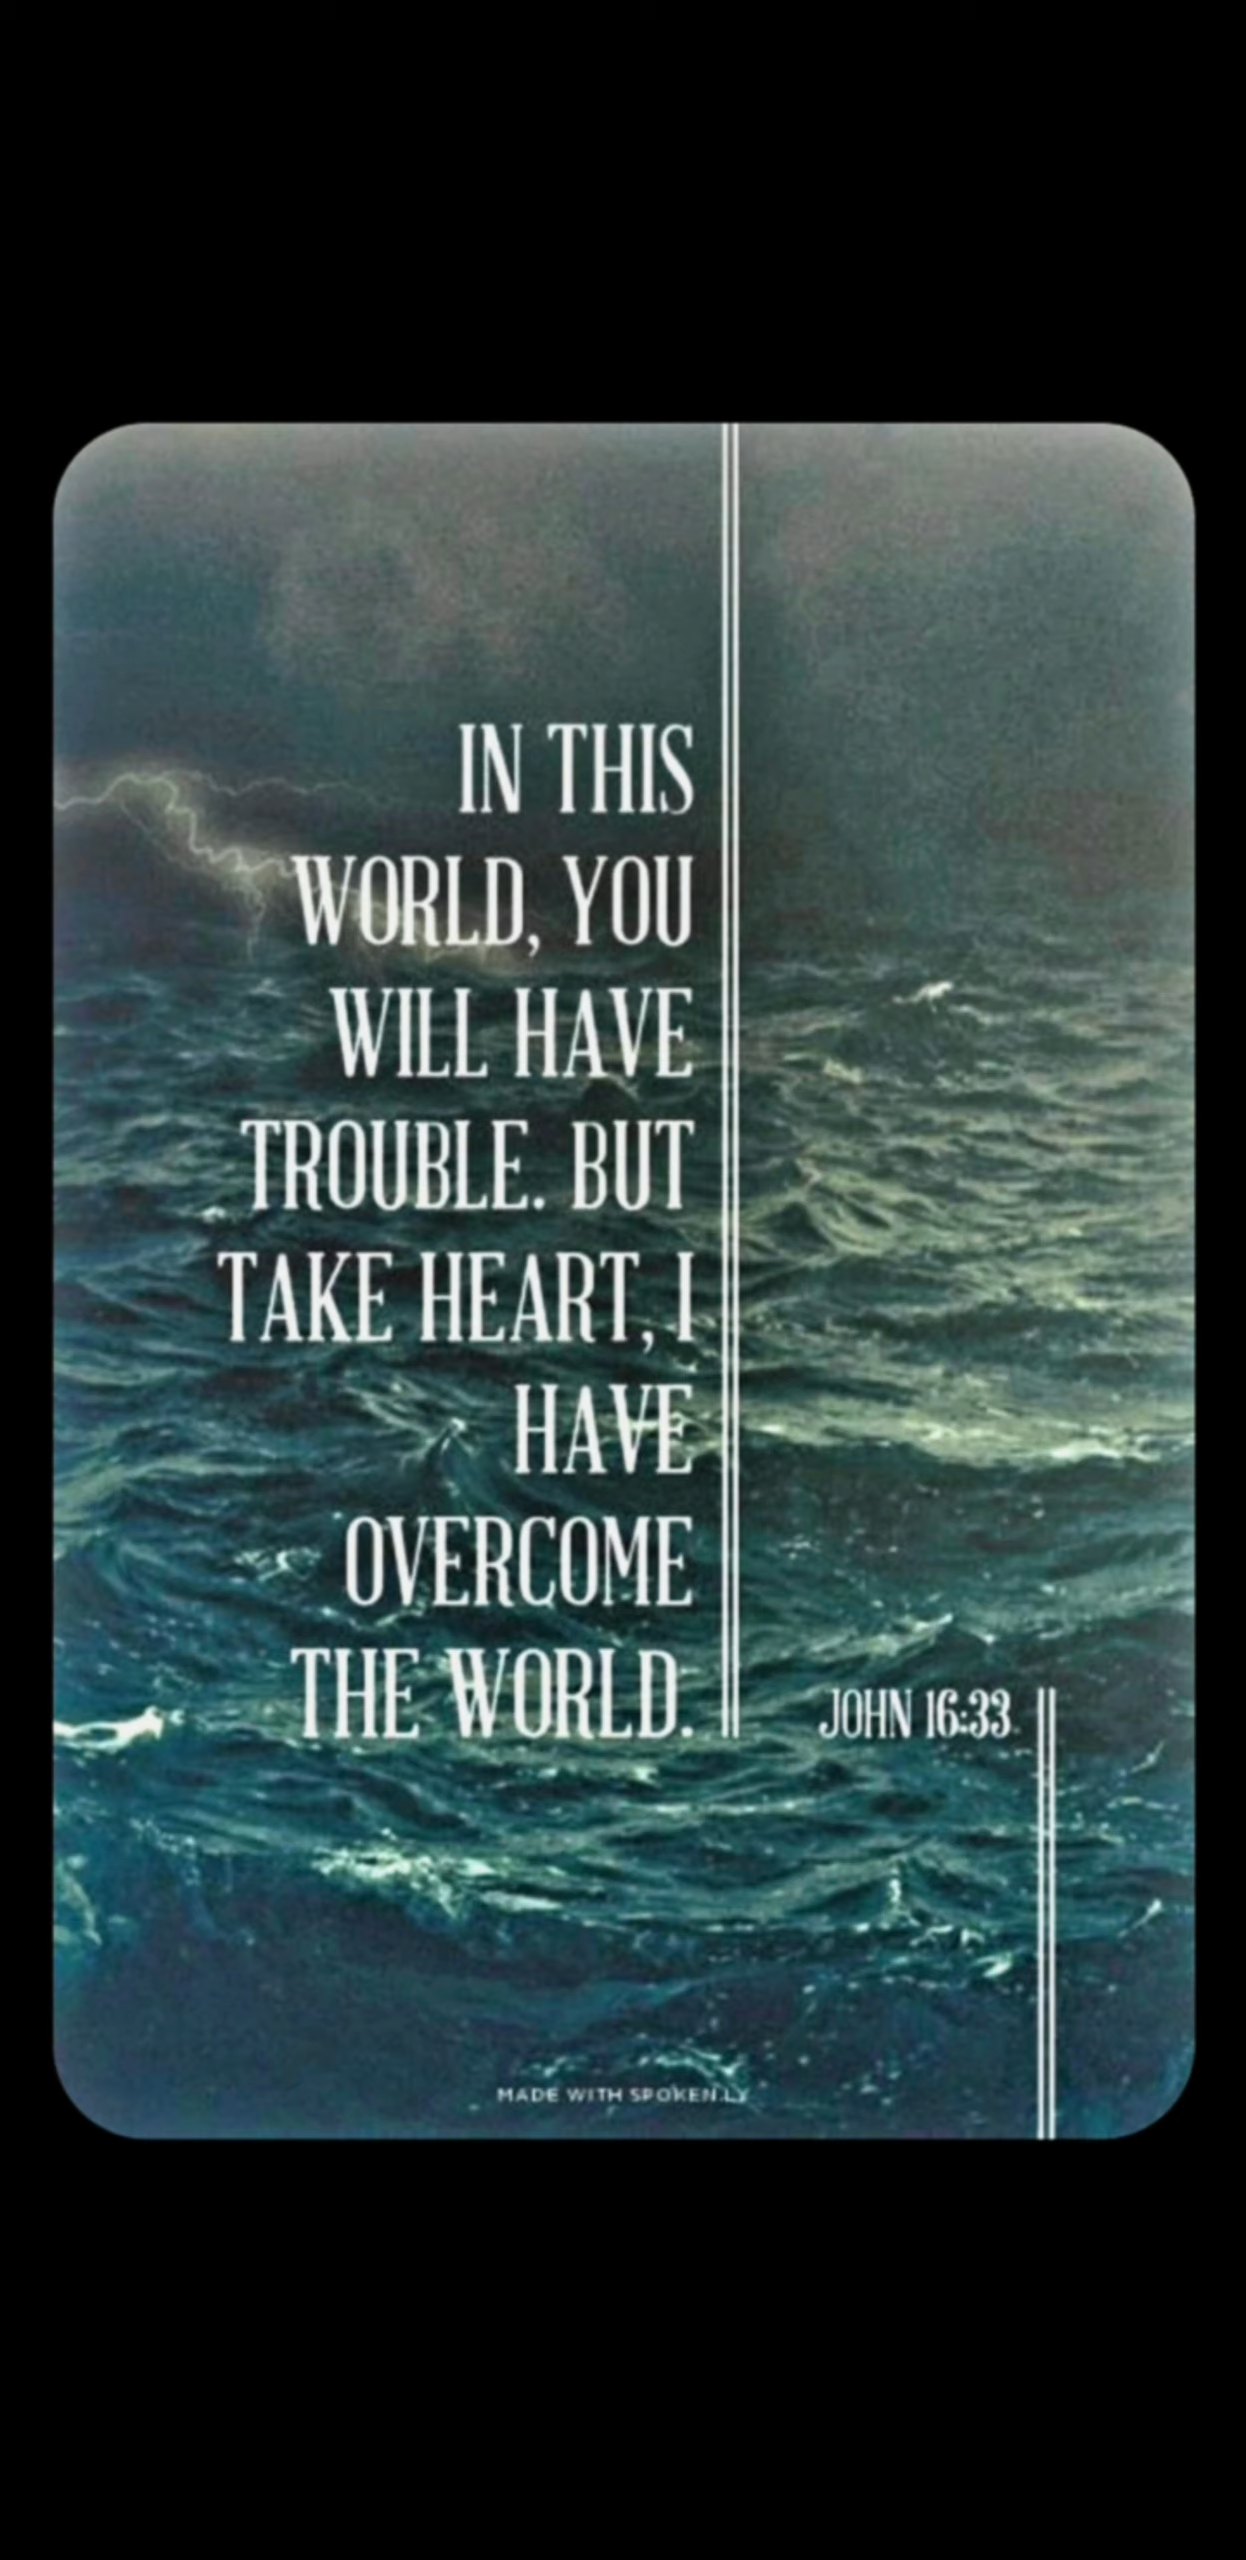 IN THIS
WORLD, YOU
WILL HAVE
TROUBLE. BUT
TAKE HEART, I
HAVE
OVERCOME
THE WORLD.
JOHN 16:33
MADE WITH SPOKEN.LY